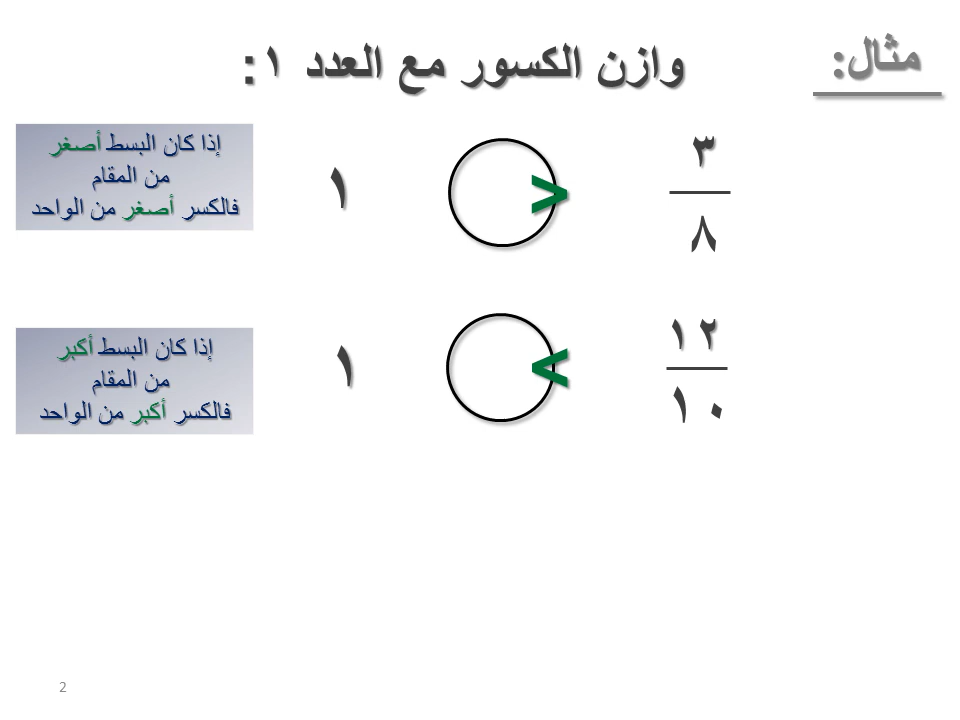 مثال:
وازن الكسور مع العدد ١:
٣
٨
>
١
إذا كان البسط أصغر
من المقام
فالكسر أصغر من الواحد
١٢
١٠
<
١
إذا كان البسط أكبر
من المقام
فالكسر أكبر من الواحد
2